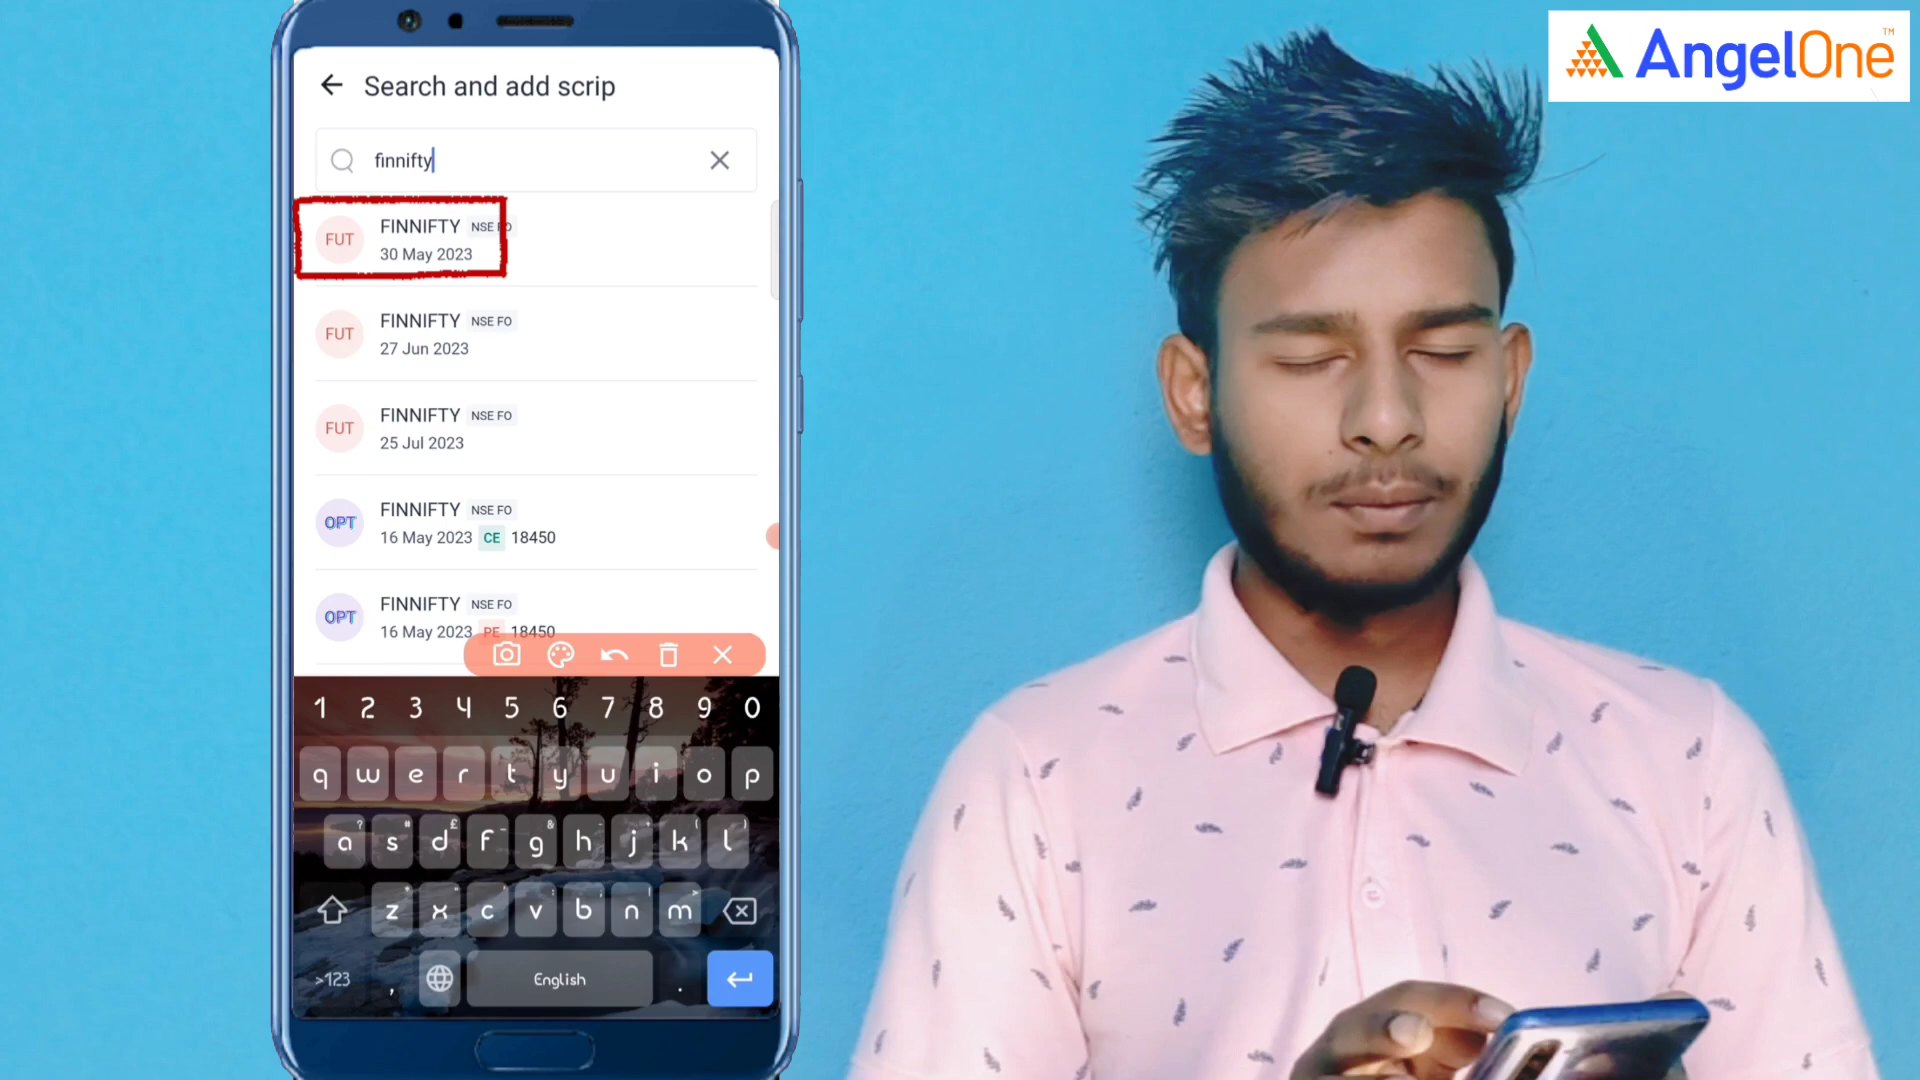 AngelOne™
Search and add scrip
finnifty
FUT FINNIFTY NSE FO
30 May 2023
FUT FINNIFTY NSE FO
27 Jun 2023
FUT FINNIFTY NSE FO
25 Jul 2023
OPT FINNIFTY NSE FO
16 May 2023 CE 18450
OPT FINNIFTY NSE FO
16 May 2023 PE 18450
1 2 3 4 5 6 7 8 9 0
q w e r t y u i o p
a s d f g h j k l
z x c v b n m
>123 , English .